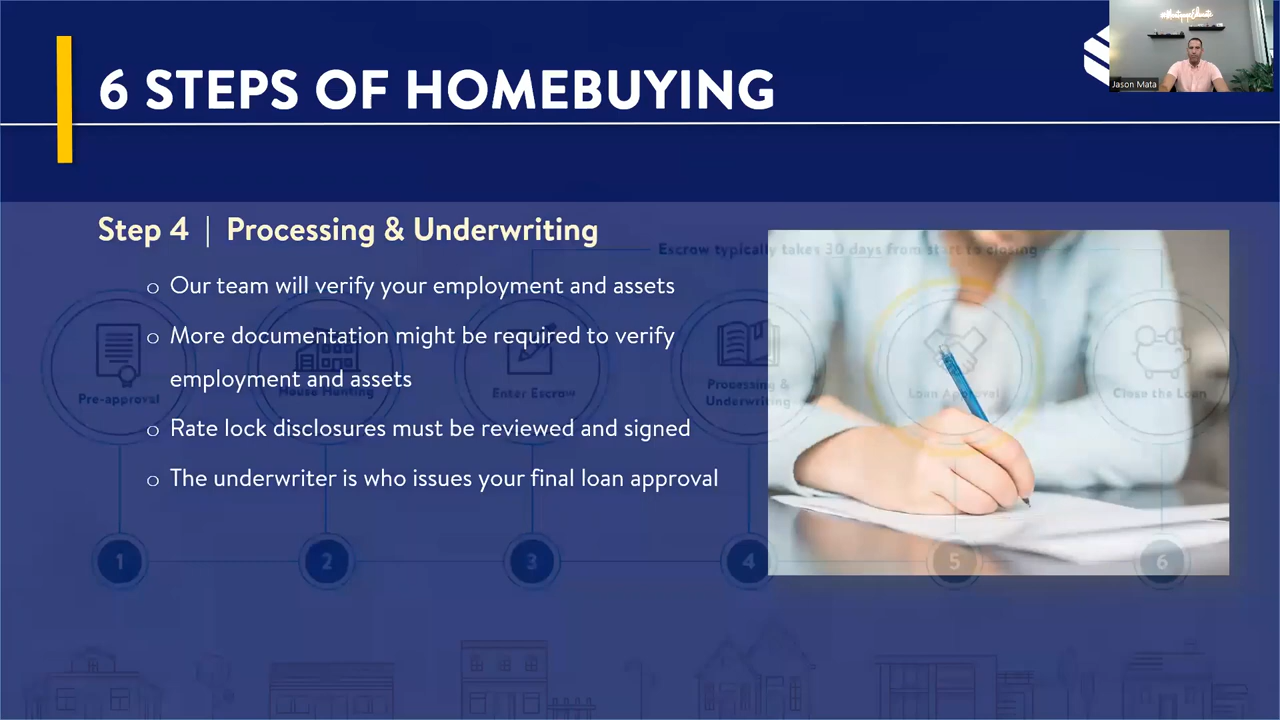 6 STEPS OF HOMEBUYING
Jason Mata
Step 4 | Processing & Underwriting
Escrow typically takes 30 days from start to closing
o Our team will verify your employment and assets
o More documentation might be required to verify
employment and assets
o Rate lock disclosures must be reviewed and signed
o The underwriter is who issues your final loan approval
Pre-approval
House Hunting
Enter Escrow
Processing &
Underwriting
Loan Approval
Close the Loan
1 2 3 4 5 6